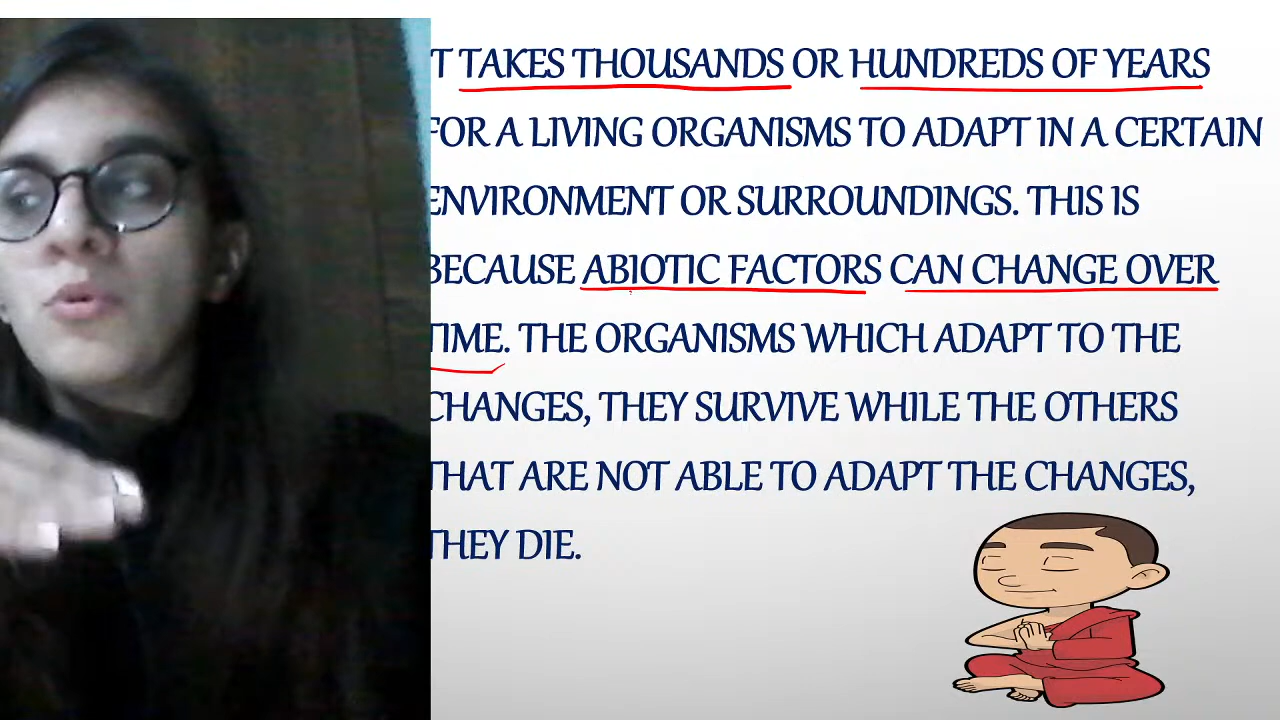 T TAKES THOUSANDS OR HUNDREDS OF YEARS
FOR A LIVING ORGANISMS TO ADAPT IN A CERTAIN
ENVIRONMENT OR SURROUNDINGS. THIS IS
BECAUSE ABIOTIC FACTORS CAN CHANGE OVER
TIME. THE ORGANISMS WHICH ADAPT TO THE
CHANGES, THEY SURVIVE WHILE THE OTHERS
THAT ARE NOT ABLE TO ADAPT THE CHANGES,
THEY DIE.